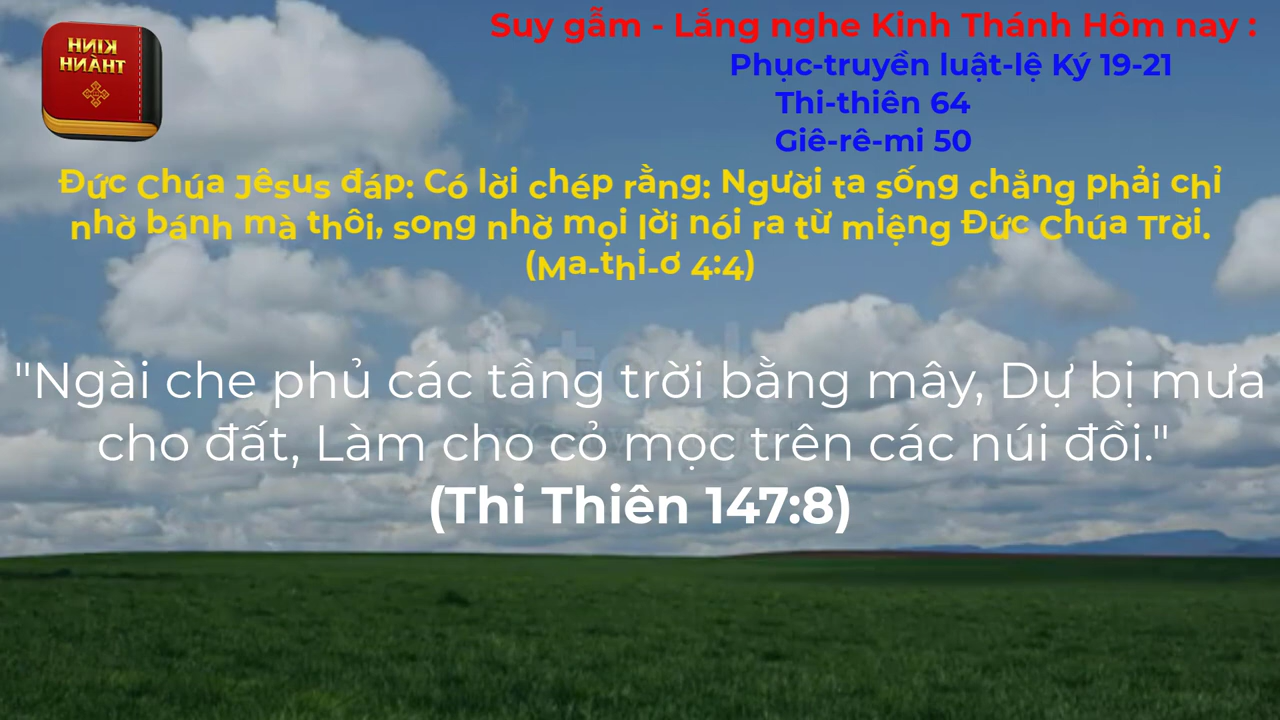 KINH
THÁNH
Suy gẫm - Lắng nghe Kinh Thánh Hôm nay :
Phục-truyền luật-lệ Ký 19-21
Thi-thiên 64
Giê-rê-mi 50
Đức Chúa Jêsus đáp: Có lời chép rằng: Người ta sống chẳng phải chỉ
nhờ bánh mà thôi, song nhờ mọi lời nói ra từ miệng Đức Chúa Trời.
(Ma-thi-ơ 4:4)
"Ngài che phủ các tầng trời bằng mây, Dự bị mưa
cho đất, Làm cho cỏ mọc trên các núi đồi."
(Thi Thiên 147:8)